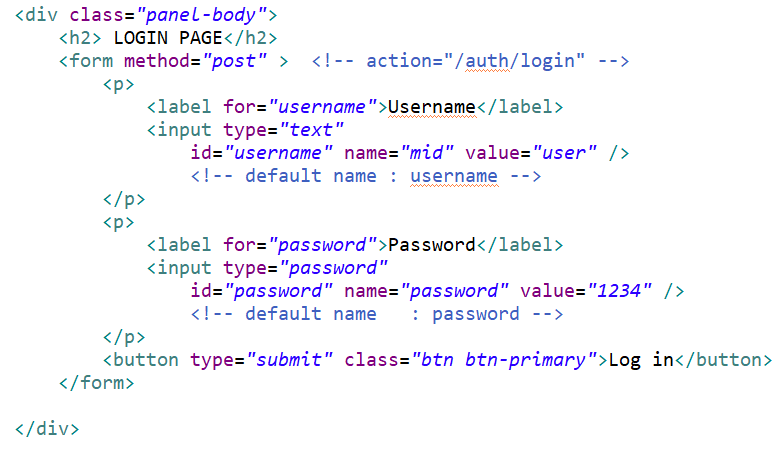 <div class="panel-body">
    <h2> LOGIN PAGE</h2>
    <form method="post" >  <!-- action="/auth/login" -->
        <p>
            <label for="username">Username</label>
            <input type="text"
                id="username" name="mid" value="user" />
                <!-- default name : username -->
        </p>
        <p>
            <label for="password">Password</label>
            <input type="password"
                id="password" name="password" value="1234" />
                <!-- default name   : password -->
        </p>
        <button type="submit" class="btn btn-primary">Log in</button>
    </form>

</div>